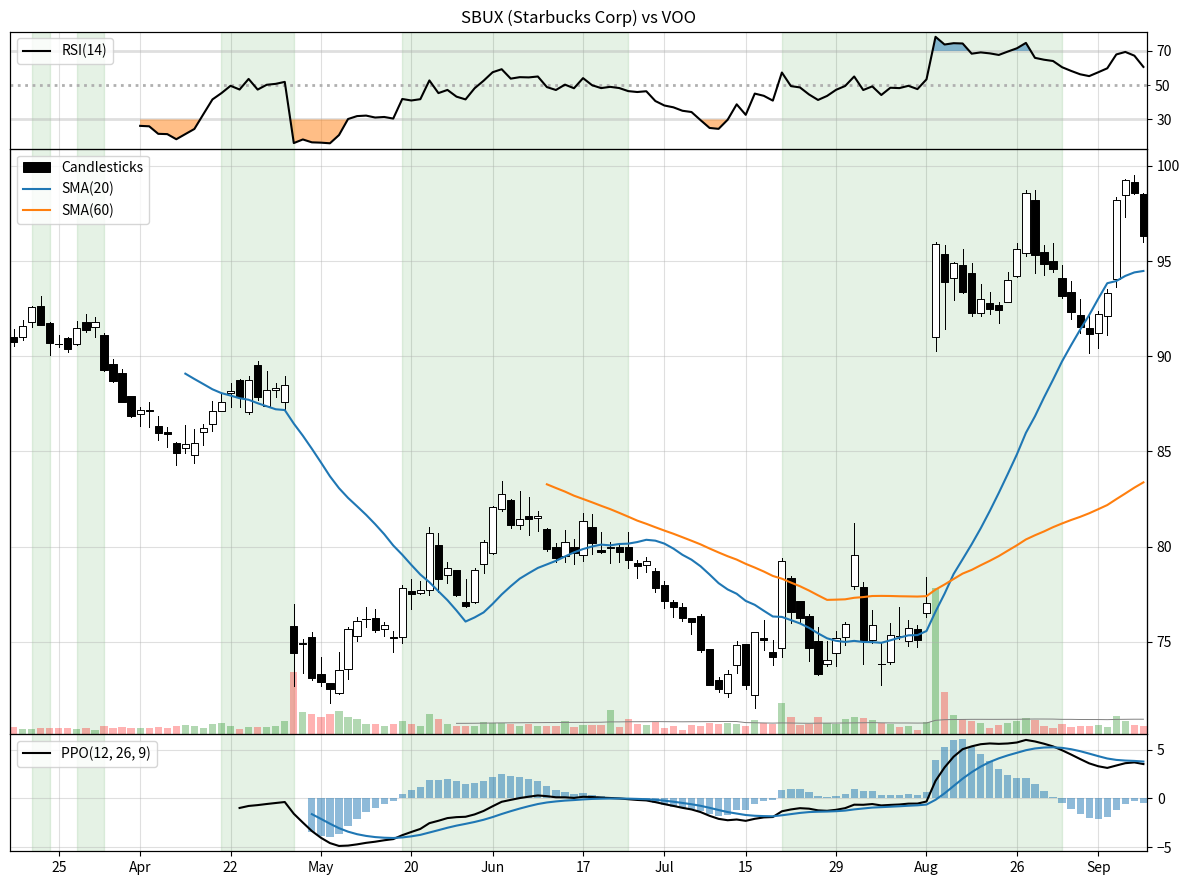 SBUX (Starbucks Corp) vs VOO
RSI(14)
70
50
30
Candlesticks
SMA(20)
SMA(60)
100
95
90
85
80
75
PPO(12, 26, 9)
5
0
−5
25 Apr 22 May 20 Jun 17 Jul 15 29 Aug 26 Sep